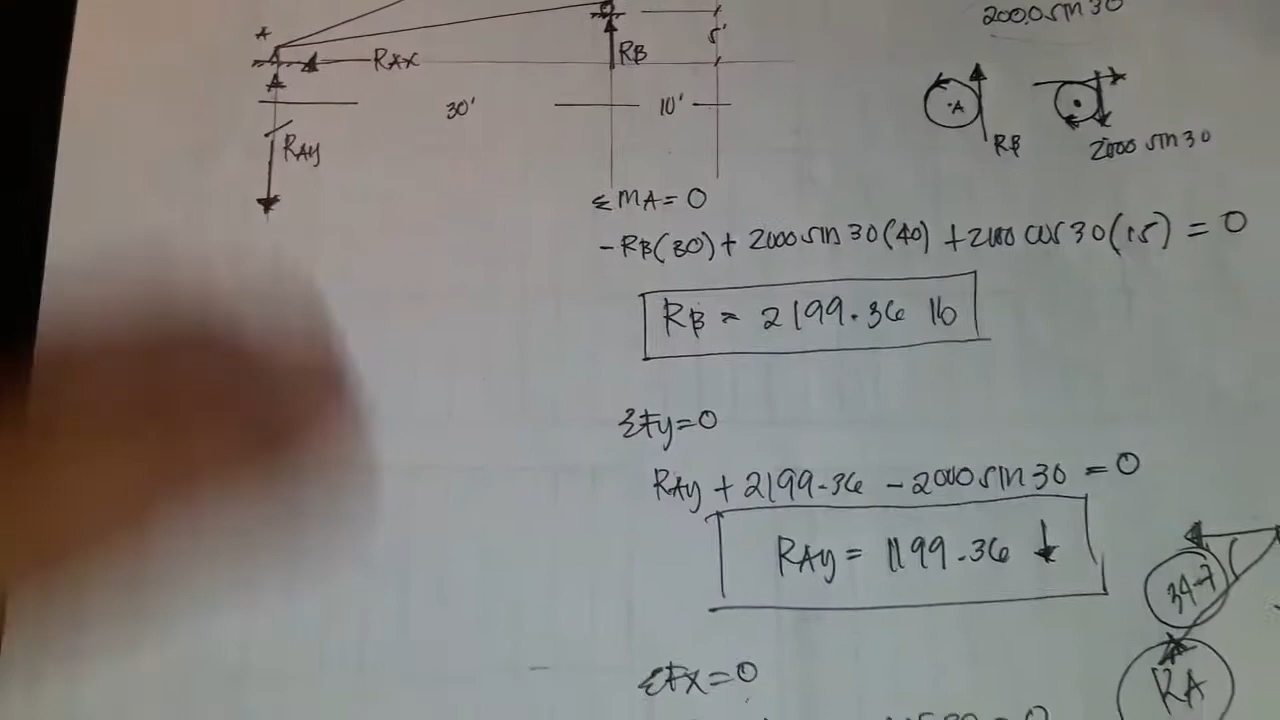 2000 sin 30
A
RAX
RB
5'
30'
10'
A
RB
2000 sin 30
RAY
ΣMA = 0
-RB(30) + 2000 sin 30(40) + 2000 cos 30(15) = 0
RB = 2199.36 lb
ΣFy = 0
RAy + 2199.36 - 2000 sin 30 = 0
RAy = 1199.36 ↓
34.7
RA
ΣFx = 0